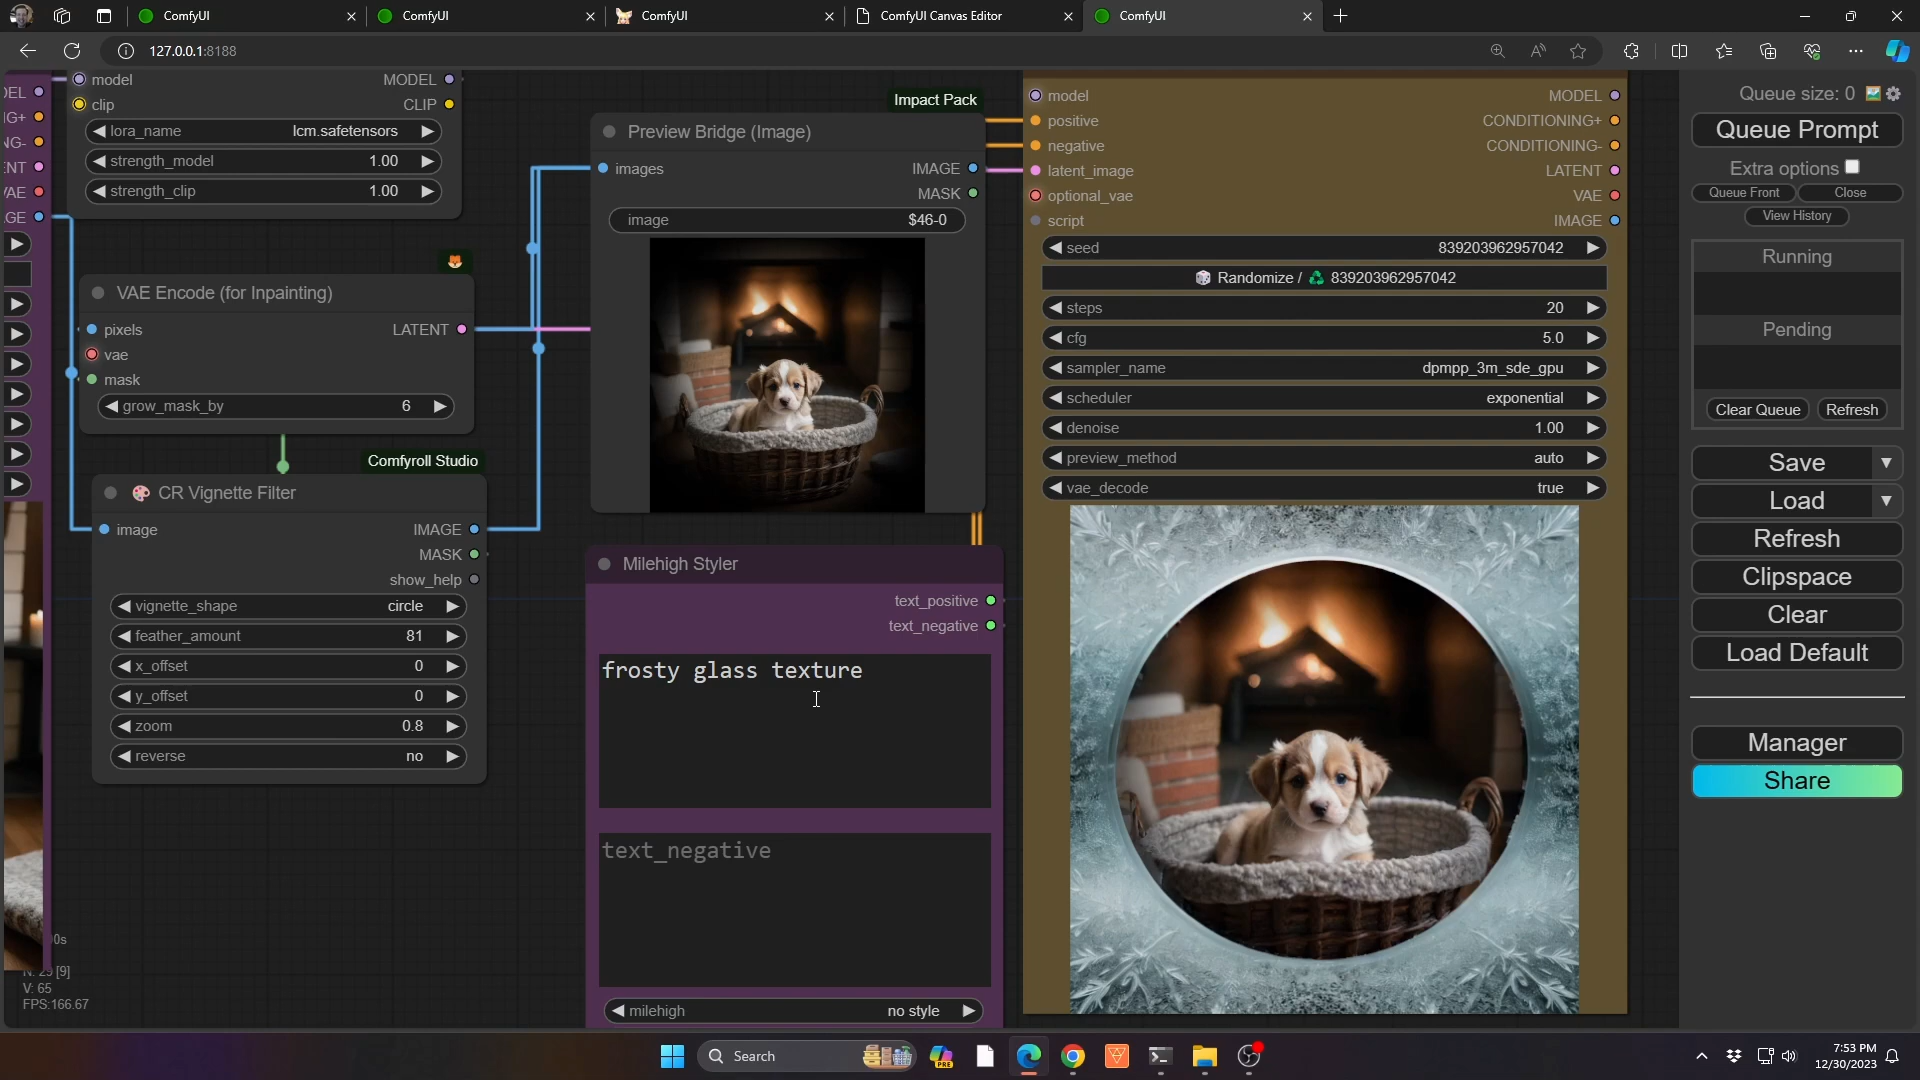 ComfyUI
ComfyUI
ComfyUI
ComfyUI Canvas Editor
ComfyUI
127.0.0.1:8188
model MODEL
clip CLIP
lora_name lcm.safetensors
strength_model 1.00
strength_clip 1.00
VAE Encode (for Inpainting)
pixels LATENT
vae
mask
grow_mask_by 6
Comfyroll Studio
CR Vignette Filter
image IMAGE
MASK
show_help
vignette_shape circle
feather_amount 81
x_offset 0
y_offset 0
zoom 0.8
reverse no
V: 65
FPS:166.67
Impact Pack
Preview Bridge (Image)
images IMAGE
MASK
image $46-0
Milehigh Styler
text_positive
text_negative
frosty glass texture
text_negative
milehigh no style
model MODEL
positive CONDITIONING+
negative CONDITIONING-
latent_image LATENT
optional_vae VAE
script IMAGE
seed 839203962957042
Randomize / 839203962957042
steps 20
cfg 5.0
sampler_name dpmpp_3m_sde_gpu
scheduler exponential
denoise 1.00
preview_method auto
vae_decode true
Queue size: 0
Queue Prompt
Extra options
Queue Front Close
View History
Running
Pending
Clear Queue Refresh
Save
Load
Refresh
Clipspace
Clear
Load Default
Manager
Share
Search
PRE
7:53 PM
12/30/2023